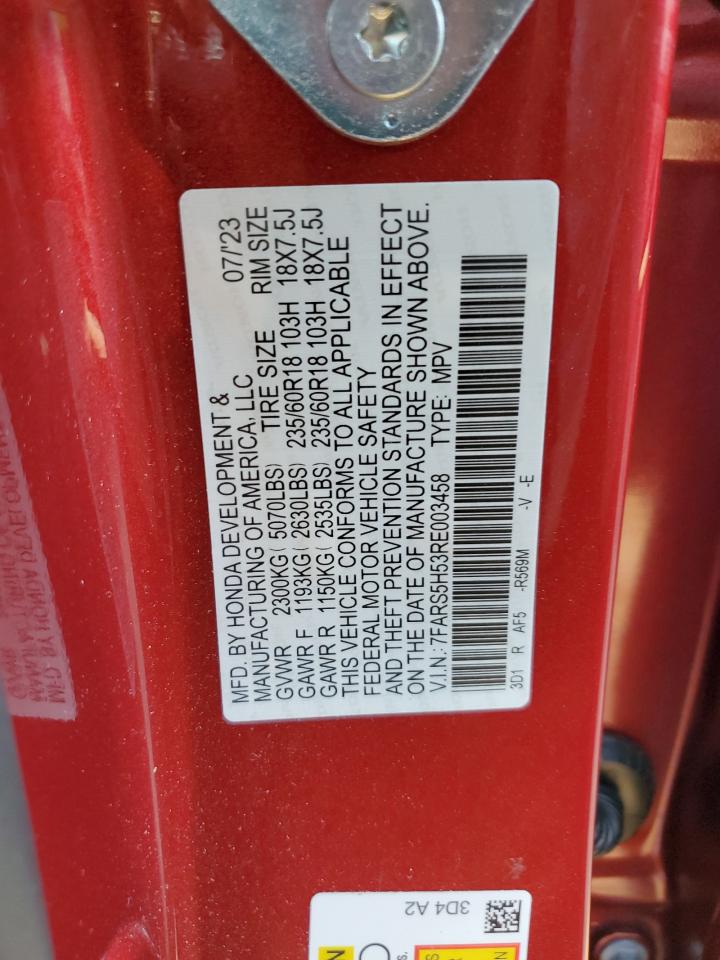 MFD. BY HONDA DEVELOPMENT & 07/'23
MANUFACTURING OF AMERICA, LLC
TIRE SIZE RIM SIZE
GVWR 2300KG ( 5070LBS)
GAWR F 1193KG ( 2630LBS) 235/60R18 103H 18X7.5J
GAWR R 1150KG ( 2535LBS) 235/60R18 103H 18X7.5J
THIS VEHICLE CONFORMS TO ALL APPLICABLE
FEDERAL MOTOR VEHICLE SAFETY
AND THEFT PREVENTION STANDARDS IN EFFECT
ON THE DATE OF MANUFACTURE SHOWN ABOVE.
V.I.N.: 7FARS5H53RE003458 TYPE: MPV
3D1 R AF5 -R569M -V -E
3D4 A2